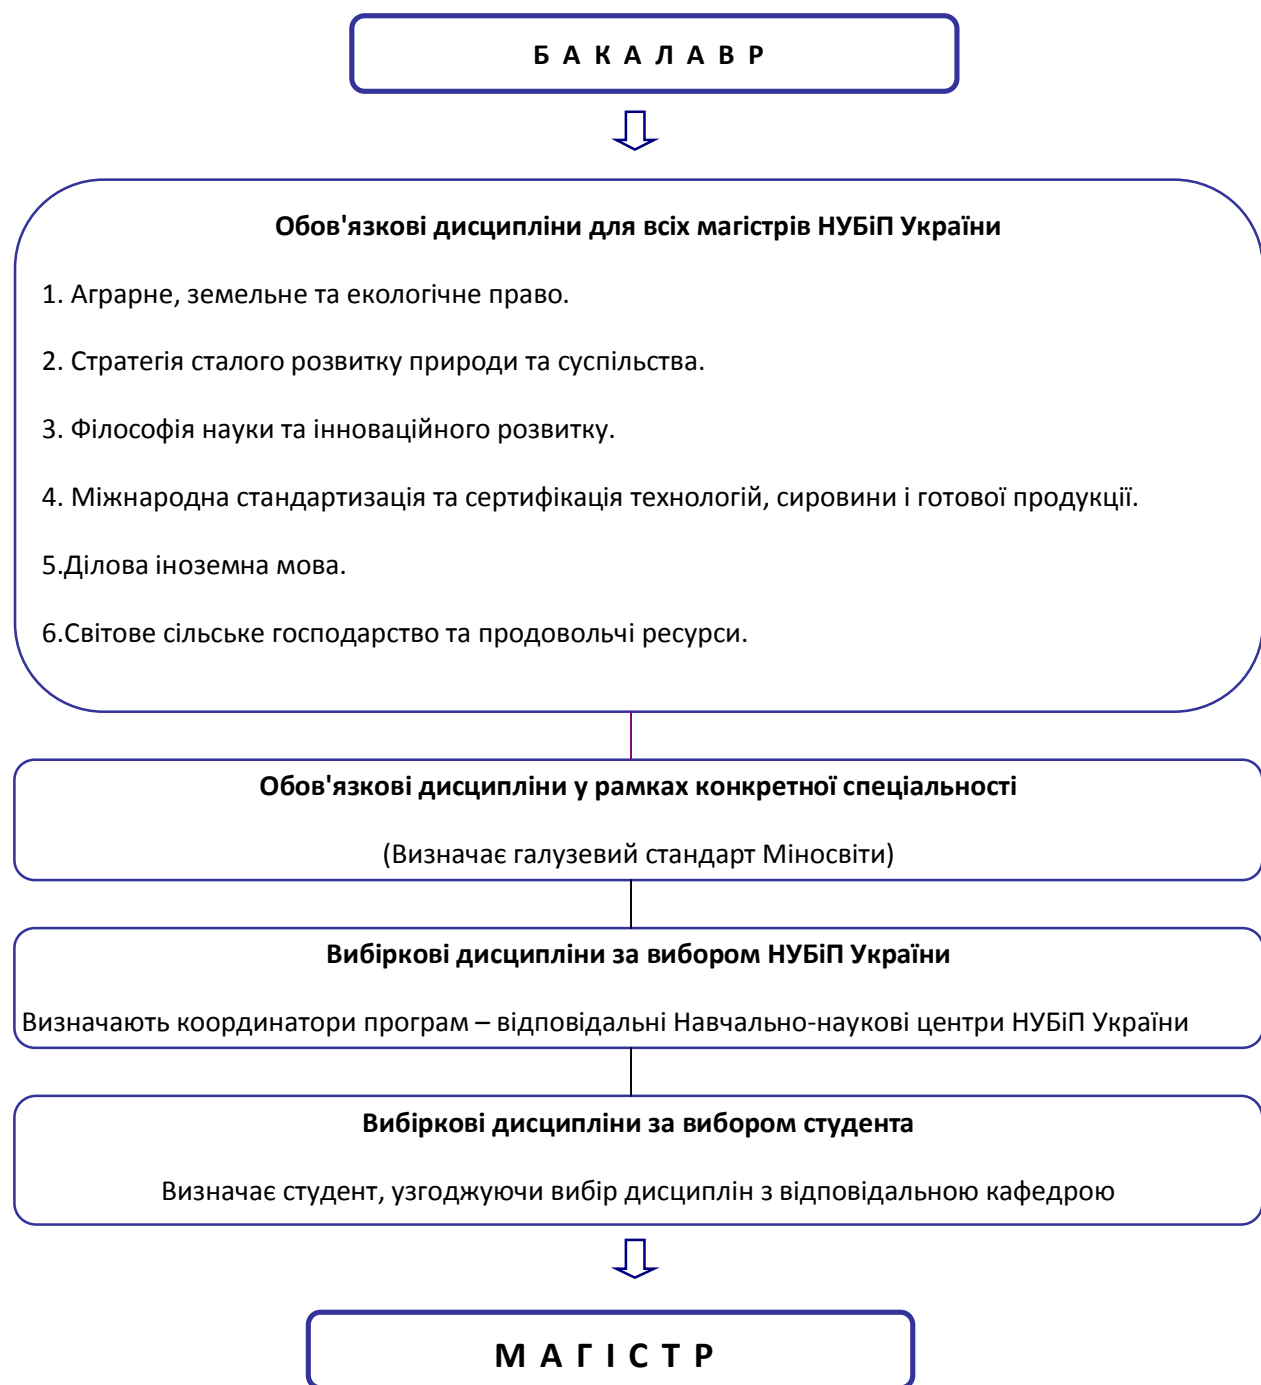 Б А К А Л А В Р
Обов'язкові дисципліни для всіх магістрів НУБіП України
1. Аграрне, земельне та екологічне право.
2. Стратегія сталого розвитку природи та суспільства.
3. Філософія науки та інноваційного розвитку.
4. Міжнародна стандартизація та сертифікація технологій, сировини і готової продукції.
5.Ділова іноземна мова.
6.Світове сільське господарство та продовольчі ресурси.
Обов'язкові дисципліни у рамках конкретної спеціальності
(Визначає галузевий стандарт Міносвіти)
Вибіркові дисципліни за вибором НУБіП України
Визначають координатори програм – відповідальні Навчально-наукові центри НУБіП України
Вибіркові дисципліни за вибором студента
Визначає студент, узгоджуючи вибір дисциплін з відповідальною кафедрою
М А Г І С Т Р